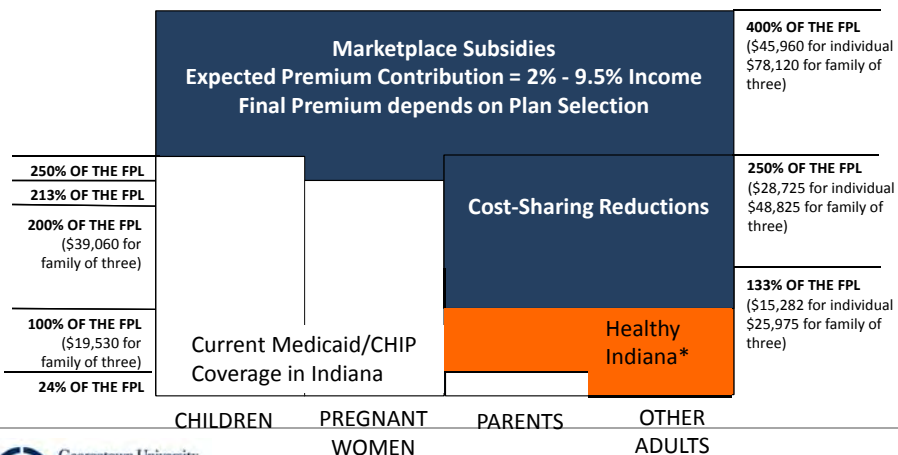 Marketplace Subsidies
Expected Premium Contribution = 2% - 9.5% Income
Final Premium depends on Plan Selection
400% OF THE FPL
($45,960 for individual
$78,120 for family of
three)
250% OF THE FPL
213% OF THE FPL
200% OF THE FPL
($39,060 for
family of three)
100% OF THE FPL
($19,530 for
family of three)
24% OF THE FPL
Cost-Sharing Reductions
250% OF THE FPL
($28,725 for individual
$48,825 for family of
three)
133% OF THE FPL
($15,282 for individual
$25,975 for family of
three)
Current Medicaid/CHIP
Coverage in Indiana
Healthy
Indiana*
CHILDREN
PREGNANT
WOMEN
PARENTS
OTHER
ADULTS
Georgetown University